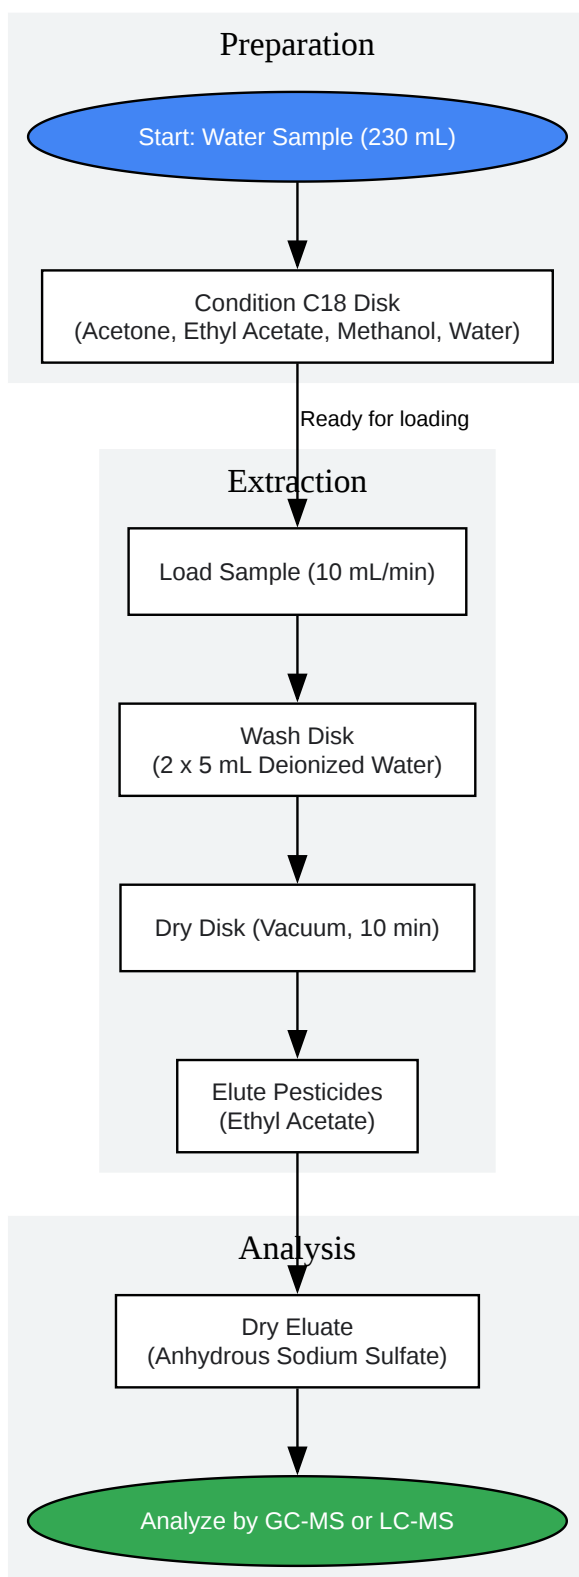 Preparation
Start: Water Sample (230 mL)
Condition C18 Disk
(Acetone, Ethyl Acetate, Methanol, Water)
Ready for loading
Extraction
Load Sample (10 mL/min)
Wash Disk
(2 x 5 mL Deionized Water)
Dry Disk (Vacuum, 10 min)
Elute Pesticides
(Ethyl Acetate)
Analysis
Dry Eluate
(Anhydrous Sodium Sulfate)
Analyze by GC-MS or LC-MS